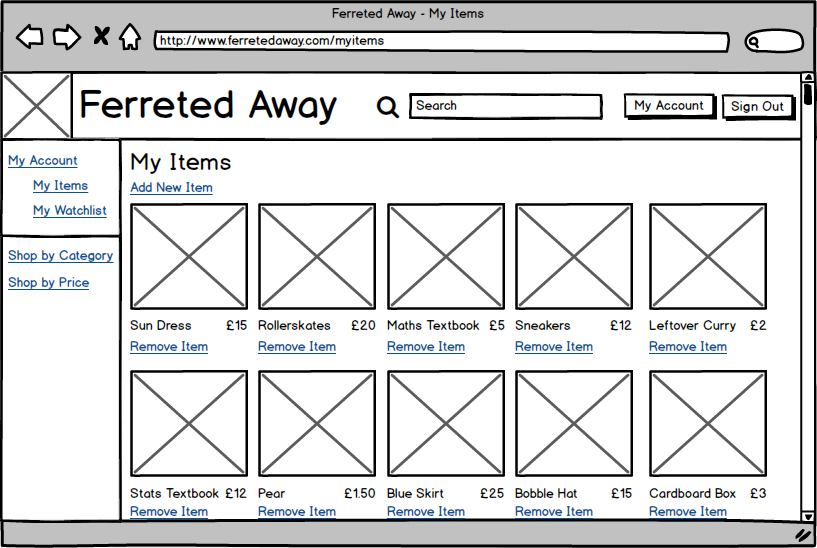 Ferreted Away - My Items
http://www.ferretedaway.com/myitems
Ferreted Away
Search
My Account
Sign Out
My Account
My Items
My Watchlist
Shop by Category
Shop by Price
My Items
Add New Item
Sun Dress £15 Rollerskates £20 Maths Textbook £5 Sneakers £12 Leftover Curry £2
Remove Item Remove Item Remove Item Remove Item Remove Item
Stats Textbook £12 Pear £1.50 Blue Skirt £25 Bobble Hat £15 Cardboard Box £3
Remove Item Remove Item Remove Item Remove Item Remove Item